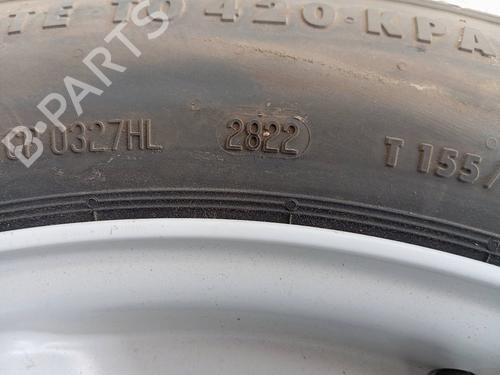 TE TO 420·KPA
0327HL 2822 T 155/
B-PARTS